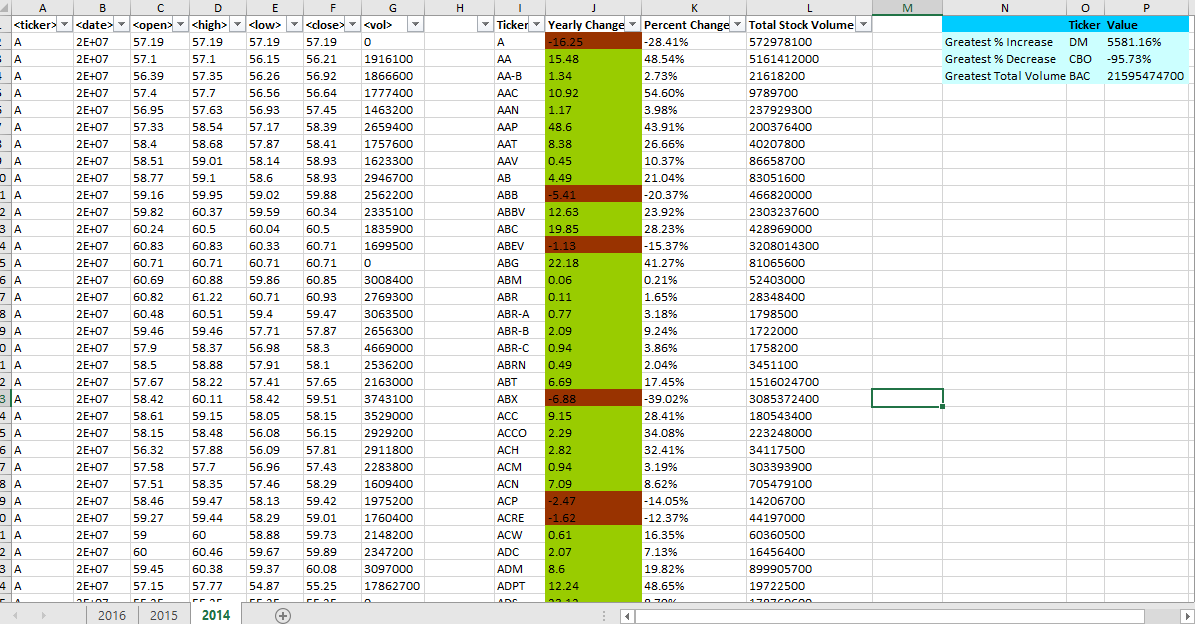 A B C D E F G H I J K L M N O P
<ticker> <date> <open> <high> <low> <close> <vol> Ticker Yearly Change Percent Change Total Stock Volume Ticker Value
A 2E+07 57.19 57.19 57.19 57.19 0 A -16.25 -28.41% 572978100 Greatest % Increase DM 5581.16%
A 2E+07 57.1 57.1 56.15 56.21 1916100 AA 15.48 48.54% 5161412000 Greatest % Decrease CBO -95.73%
A 2E+07 56.39 57.35 56.26 56.92 1866600 AA-B 1.34 2.73% 21618200 Greatest Total Volume BAC 21595474700
A 2E+07 57.4 57.7 56.56 56.64 1777400 AAC 10.92 54.60% 9789700
A 2E+07 56.95 57.63 56.93 57.45 1463200 AAN 1.17 3.98% 237929300
A 2E+07 57.33 58.54 57.17 58.39 2659400 AAP 48.6 43.91% 200376400
A 2E+07 58.4 58.68 57.87 58.41 1757600 AAT 8.38 26.66% 40207800
A 2E+07 58.51 59.01 58.14 58.93 1623300 AAV 0.45 10.37% 86658700
A 2E+07 58.77 59.1 58.6 58.93 2946700 AB 4.49 21.04% 83051600
A 2E+07 59.16 59.95 59.02 59.88 2562200 ABB -5.41 -20.37% 466820000
A 2E+07 59.82 60.37 59.59 60.34 2335100 ABBV 12.63 23.92% 2303237600
A 2E+07 60.24 60.5 60.04 60.5 1835900 ABC 19.85 28.23% 428969000
A 2E+07 60.83 60.83 60.33 60.71 1699500 ABEV -1.13 -15.37% 3208014300
A 2E+07 60.71 60.71 60.71 60.71 0 ABG 22.18 41.27% 81065600
A 2E+07 60.69 60.88 59.86 60.85 3008400 ABM 0.06 0.21% 52403000
A 2E+07 60.82 61.22 60.71 60.93 2769300 ABR 0.11 1.65% 28348400
A 2E+07 60.48 60.51 59.4 59.47 3063500 ABR-A 0.77 3.18% 1798500
A 2E+07 59.46 59.46 57.71 57.87 2656300 ABR-B 2.09 9.24% 1722000
A 2E+07 57.9 58.37 56.98 58.3 4669000 ABR-C 0.94 3.86% 1758200
A 2E+07 58.5 58.88 57.91 58.1 2536200 ABRN 0.49 2.04% 3451100
A 2E+07 57.67 58.22 57.41 57.65 2163000 ABT 6.69 17.45% 1516024700
A 2E+07 58.42 60.11 58.42 59.51 3743100 ABX -6.88 -39.02% 3085372400
A 2E+07 58.61 59.15 58.05 58.15 3529000 ACC 9.15 28.41% 180543400
A 2E+07 58.15 58.48 56.08 56.15 2929200 ACCO 2.29 34.08% 223248000
A 2E+07 56.32 57.88 56.09 57.81 2911800 ACH 2.82 32.41% 34117500
A 2E+07 57.58 57.7 56.96 57.43 2283800 ACM 0.94 3.19% 303393900
A 2E+07 57.51 58.35 57.46 58.29 1609400 ACN 7.09 8.62% 705479100
A 2E+07 58.46 59.47 58.13 59.42 1975200 ACP -2.47 -14.05% 14206700
A 2E+07 59.27 59.44 58.29 59.01 1760400 ACRE -1.62 -12.37% 44197000
A 2E+07 59 60 58.88 59.73 2148200 ACW 0.61 16.35% 60360500
A 2E+07 60 60.46 59.67 59.89 2347200 ADC 2.07 7.13% 16456400
A 2E+07 59.45 60.38 59.37 60.08 3097000 ADM 8.6 19.82% 899905700
A 2E+07 57.15 57.77 54.87 55.25 17862700 ADPT 12.24 48.65% 19722500
2016 2015 2014